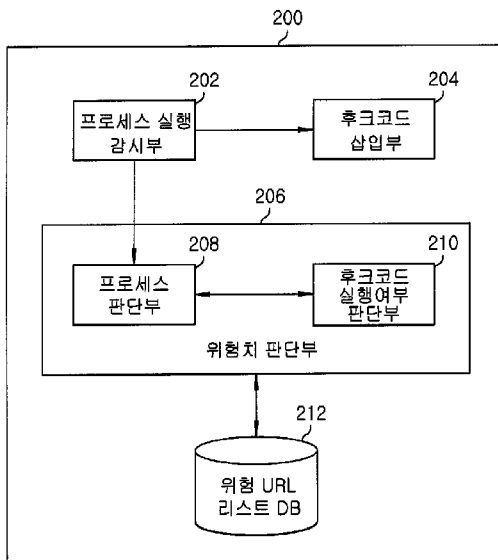 200
202
프로세스 실행
감시부
204
후크코드
삽입부
206
208
프로세스
판단부
210
후크코드
실행여부
판단부
위험치 판단부
212
위험 URL
리스트 DB